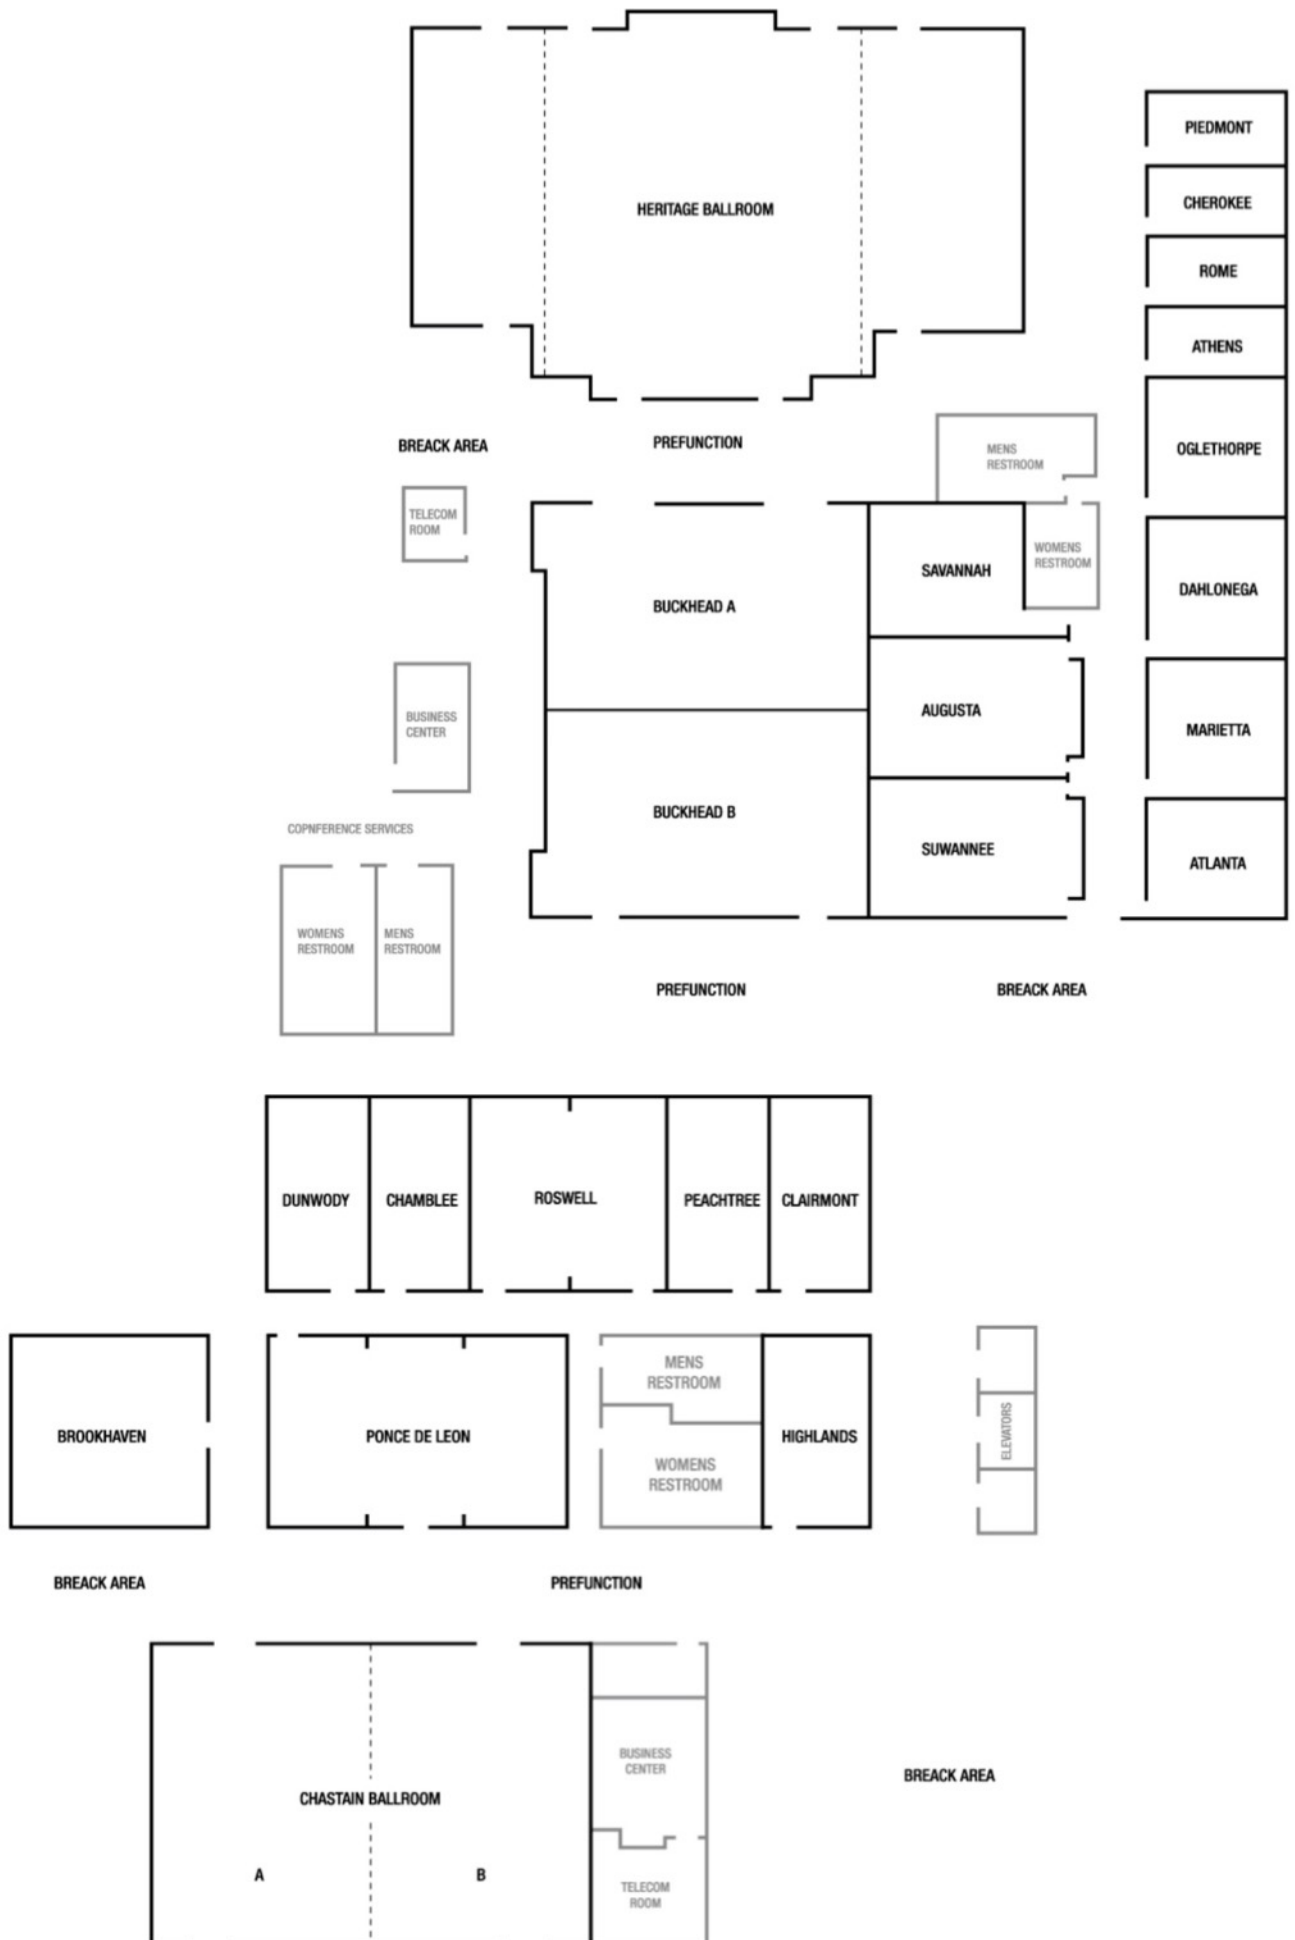 PIEDMONT
CHEROKEE
HERITAGE BALLROOM
ROME
ATHENS
BREACK AREA
PREFUNCTION
MENS
RESTROOM
OGLETHORPE
TELECOM
ROOM
SAVANNAH
WOMENS
RESTROOM
DAHLONEGA
BUCKHEAD A
BUSINESS
CENTER
AUGUSTA
MARIETTA
BUCKHEAD B
COPNFERENCE SERVICES
SUWANNEE
ATLANTA
WOMENS
RESTROOM
MENS
RESTROOM
PREFUNCTION
BREACK AREA
DUNWODY
CHAMBLEE
ROSWELL
PEACHTREE
CLAIRMONT
MENS
RESTROOM
BROOKHAVEN
PONCE DE LEON
WOMENS
RESTROOM
HIGHLANDS
ELEVATORS
BREACK AREA
PREFUNCTION
BUSINESS
CENTER
BREACK AREA
CHASTAIN BALLROOM
A
B
TELECOM
ROOM